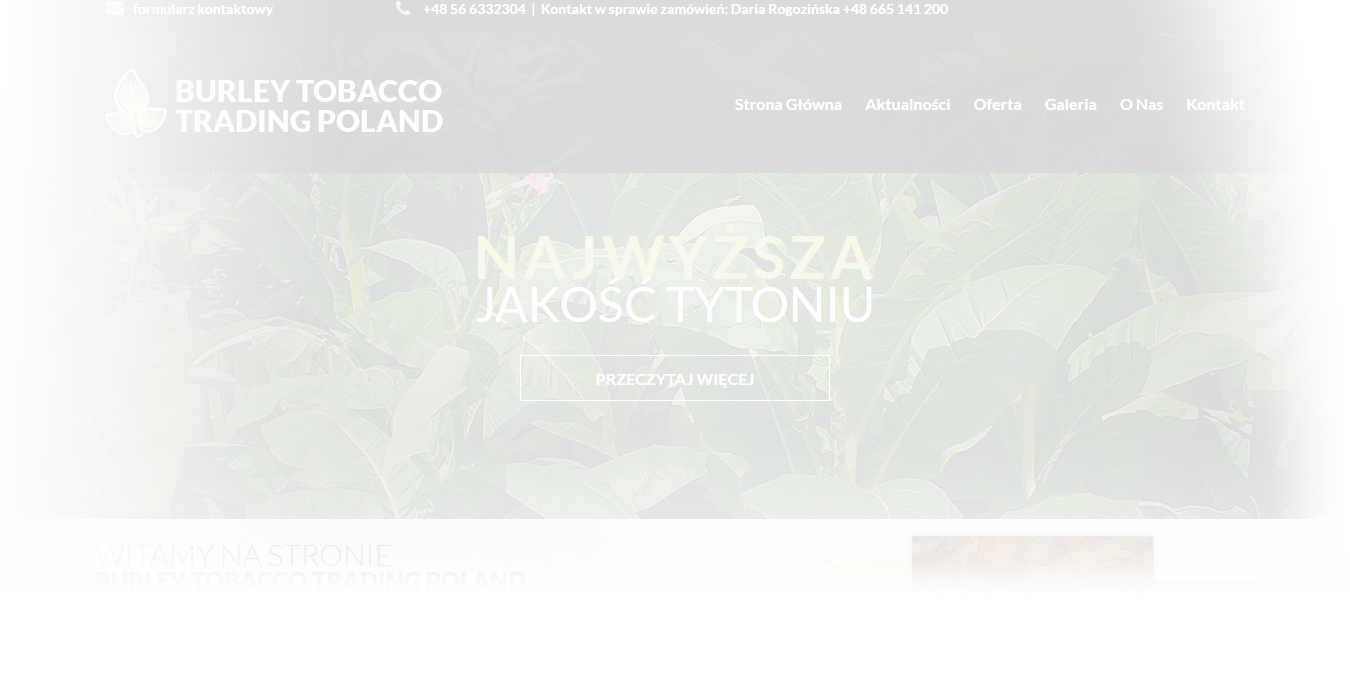 formularz kontaktowy
+48 56 6332304 | Kontakt w sprawie zamówień: Daria Rogozińska +48 665 141 200
BURLEY TOBACCO
TRADING POLAND
Strona Główna Aktualności Oferta Galeria O Nas Kontakt
NAJWYŻSZA
JAKOŚĆ TYTONIU
PRZECZYTAJ WIĘCEJ
WITAMY NA STRONIE
BURLEY TOBACCO TRADING POLAND